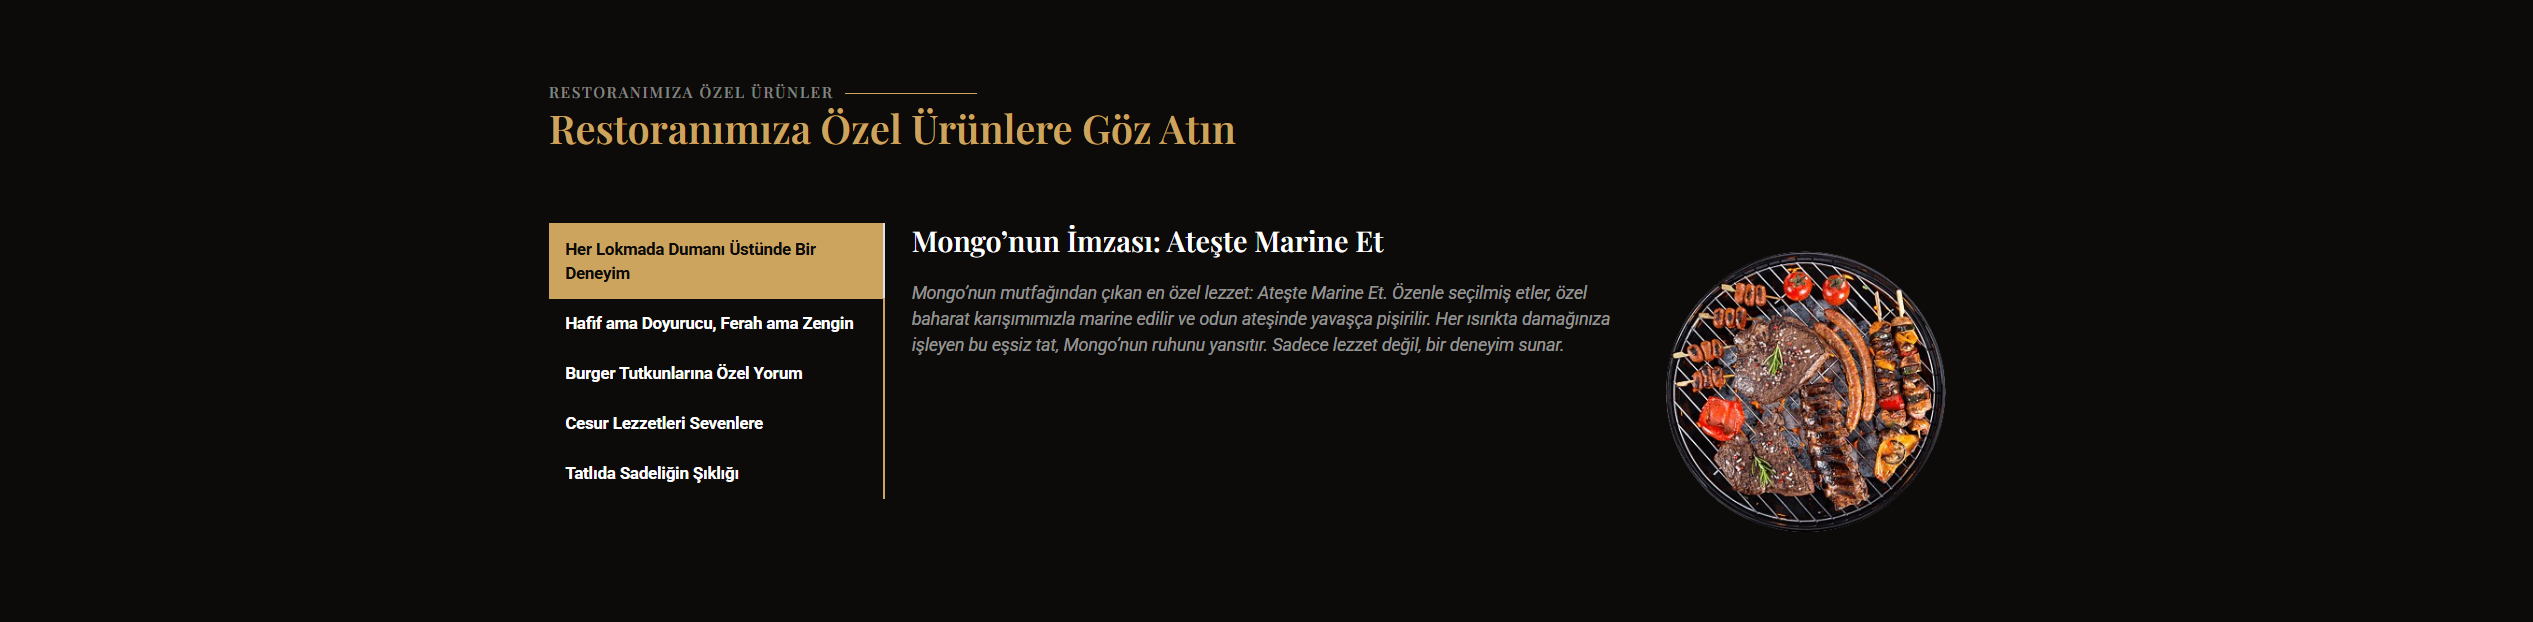 RESTORANIMIZA ÖZEL ÜRÜNLER
Restoranımıza Özel Ürünlere Göz Atın
Her Lokmada Dumanı Üstünde Bir
Deneyim
Hafif ama Doyurucu, Ferah ama Zengin
Burger Tutkunlarına Özel Yorum
Cesur Lezzetleri Sevenlere
Tatlıda Sadeliğin Şıklığı
Mongo’nun İmzası: Ateşte Marine Et
Mongo’nun mutfağından çıkan en özel lezzet: Ateşte Marine Et. Özenle seçilmiş etler, özel
baharat karışımımızla marine edilir ve odun ateşinde yavaşça pişirilir. Her ısırıkta damağınıza
işleyen bu eşsiz tat, Mongo’nun ruhunu yansıtır. Sadece lezzet değil, bir deneyim sunar.